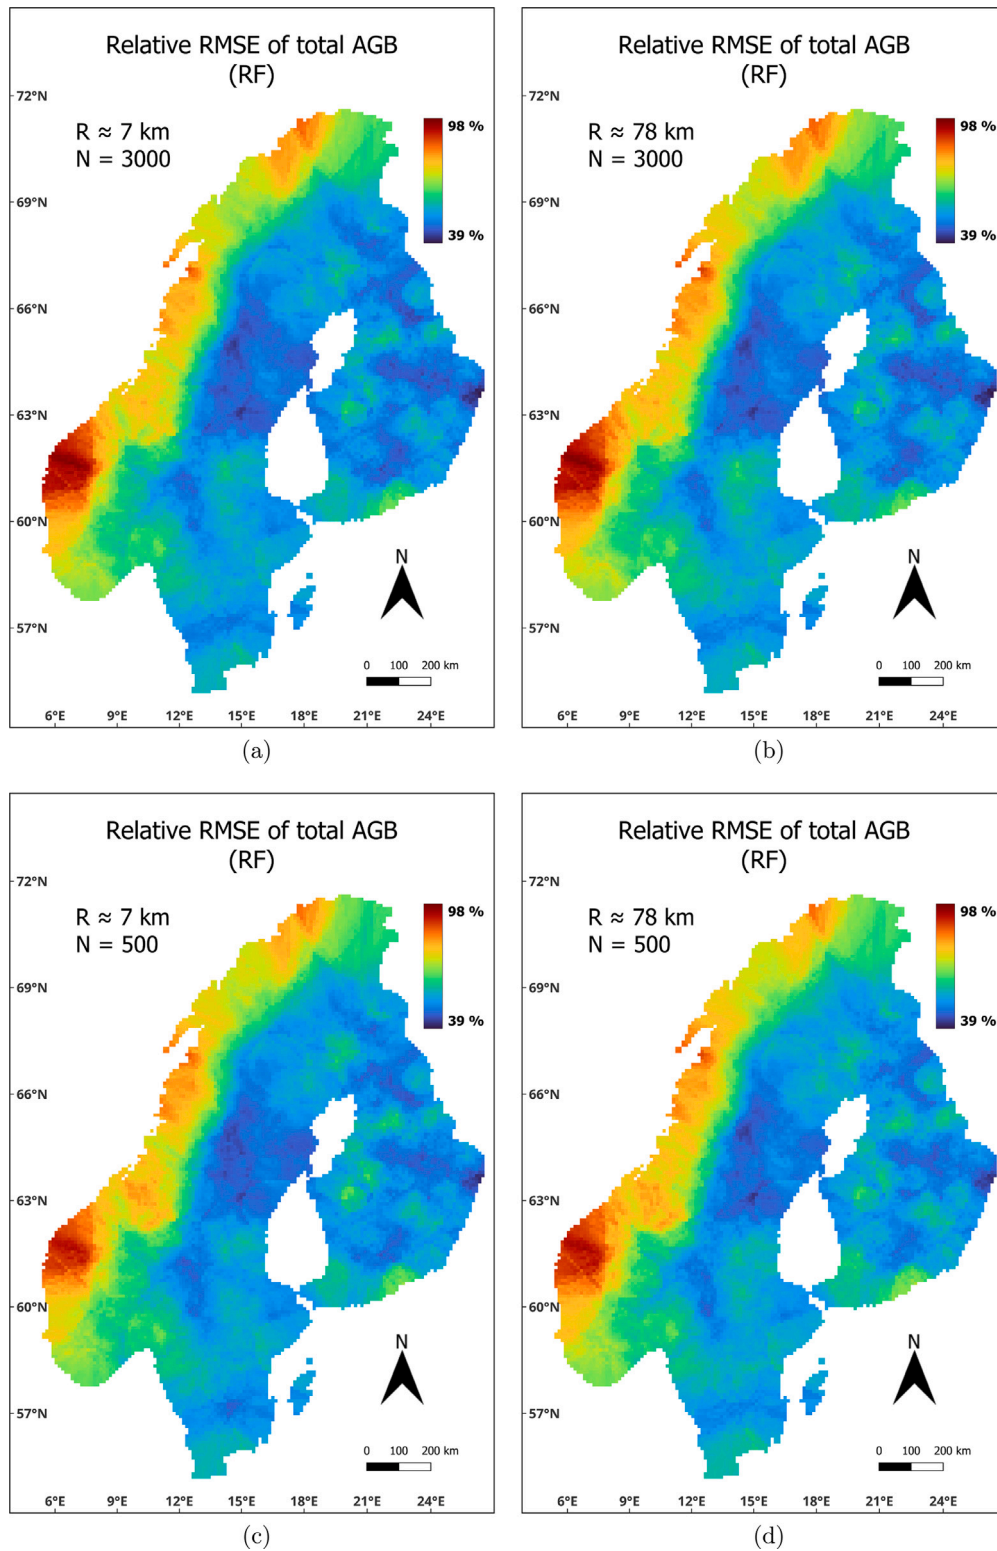 Relative RMSE of total AGB
(RF)
72°N
R ≈ 7 km
N = 3000
98 %
69°N
39 %
66°N
63°N
60°N
N
57°N
0 100 200 km
6°E 9°E 12°E 15°E 18°E 21°E 24°E
(a)
Relative RMSE of total AGB
(RF)
72°N
R ≈ 78 km
N = 3000
98 %
69°N
39 %
66°N
63°N
60°N
N
57°N
0 100 200 km
6°E 9°E 12°E 15°E 18°E 21°E 24°E
(b)
Relative RMSE of total AGB
(RF)
72°N
R ≈ 7 km
N = 500
98 %
69°N
39 %
66°N
63°N
60°N
N
57°N
0 100 200 km
6°E 9°E 12°E 15°E 18°E 21°E 24°E
(c)
Relative RMSE of total AGB
(RF)
72°N
R ≈ 78 km
N = 500
98 %
69°N
39 %
66°N
63°N
60°N
N
57°N
0 100 200 km
6°E 9°E 12°E 15°E 18°E 21°E 24°E
(d)